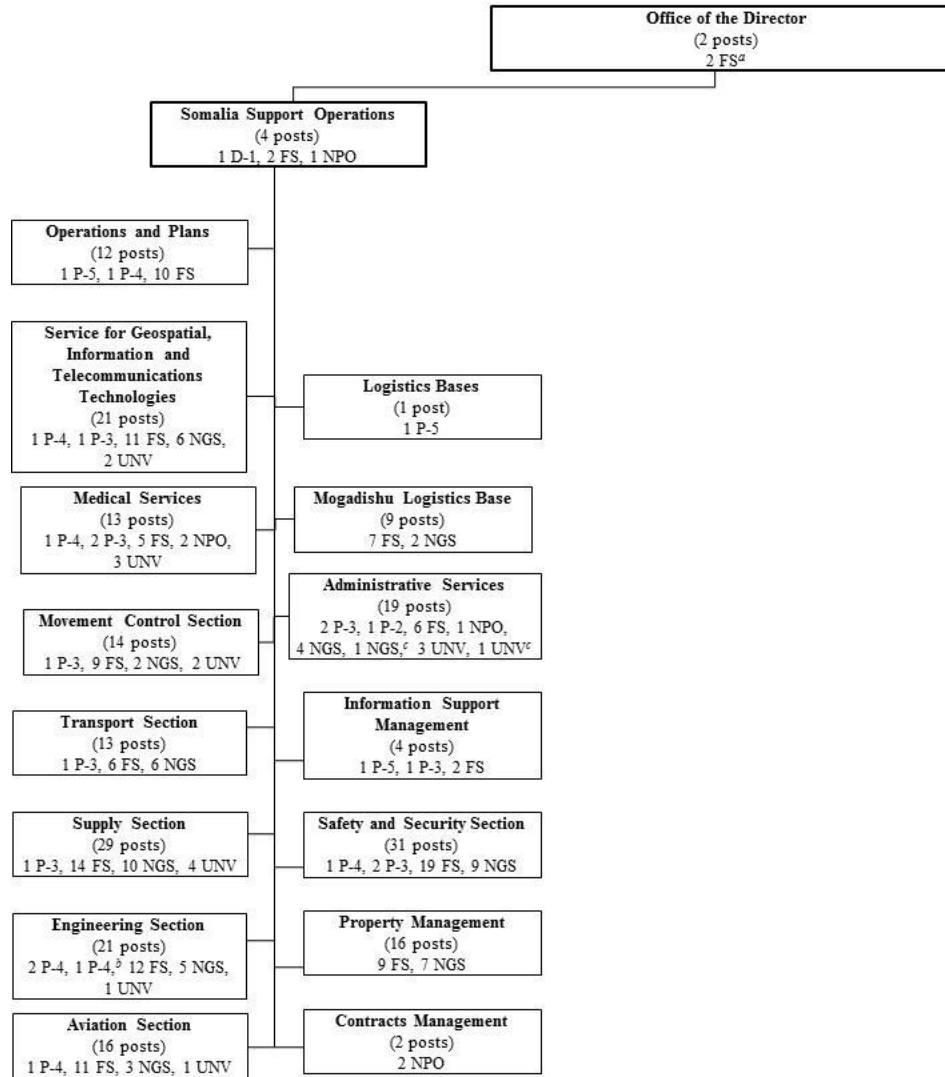 Office of the Director
(2 posts)
2 FSᵃ
Somalia Support Operations
(4 posts)
1 D-1, 2 FS, 1 NPO
Operations and Plans
(12 posts)
1 P-5, 1 P-4, 10 FS
Service for Geospatial,
Information and
Telecommunications
Technologies
(21 posts)
1 P-4, 1 P-3, 11 FS, 6 NGS,
2 UNV
Logistics Bases
(1 post)
1 P-5
Medical Services
(13 posts)
1 P-4, 2 P-3, 5 FS, 2 NPO,
3 UNV
Mogadishu Logistics Base
(9 posts)
7 FS, 2 NGS
Movement Control Section
(14 posts)
1 P-3, 9 FS, 2 NGS, 2 UNV
Administrative Services
(19 posts)
2 P-3, 1 P-2, 6 FS, 1 NPO,
4 NGS, 1 NGS,ᶜ 3 UNV, 1 UNVᶜ
Transport Section
(13 posts)
1 P-3, 6 FS, 6 NGS
Information Support
Management
(4 posts)
1 P-5, 1 P-3, 2 FS
Supply Section
(29 posts)
1 P-3, 14 FS, 10 NGS, 4 UNV
Safety and Security Section
(31 posts)
1 P-4, 2 P-3, 19 FS, 9 NGS
Engineering Section
(21 posts)
2 P-4, 1 P-4,ᵇ 12 FS, 5 NGS,
1 UNV
Property Management
(16 posts)
9 FS, 7 NGS
Aviation Section
(16 posts)
1 P-4, 11 FS, 3 NGS, 1 UNV
Contracts Management
(2 posts)
2 NPO